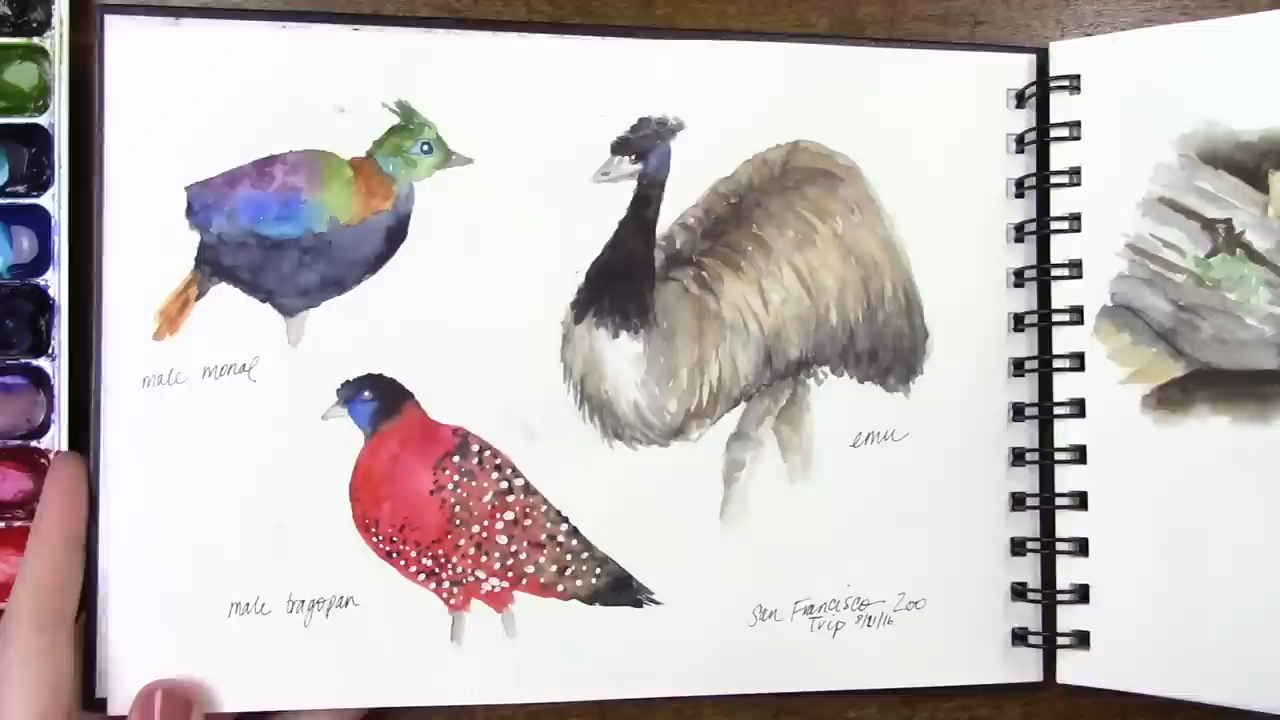 male monal
emu
male tragopan
San Francisco Zoo
Trip 8/21/16